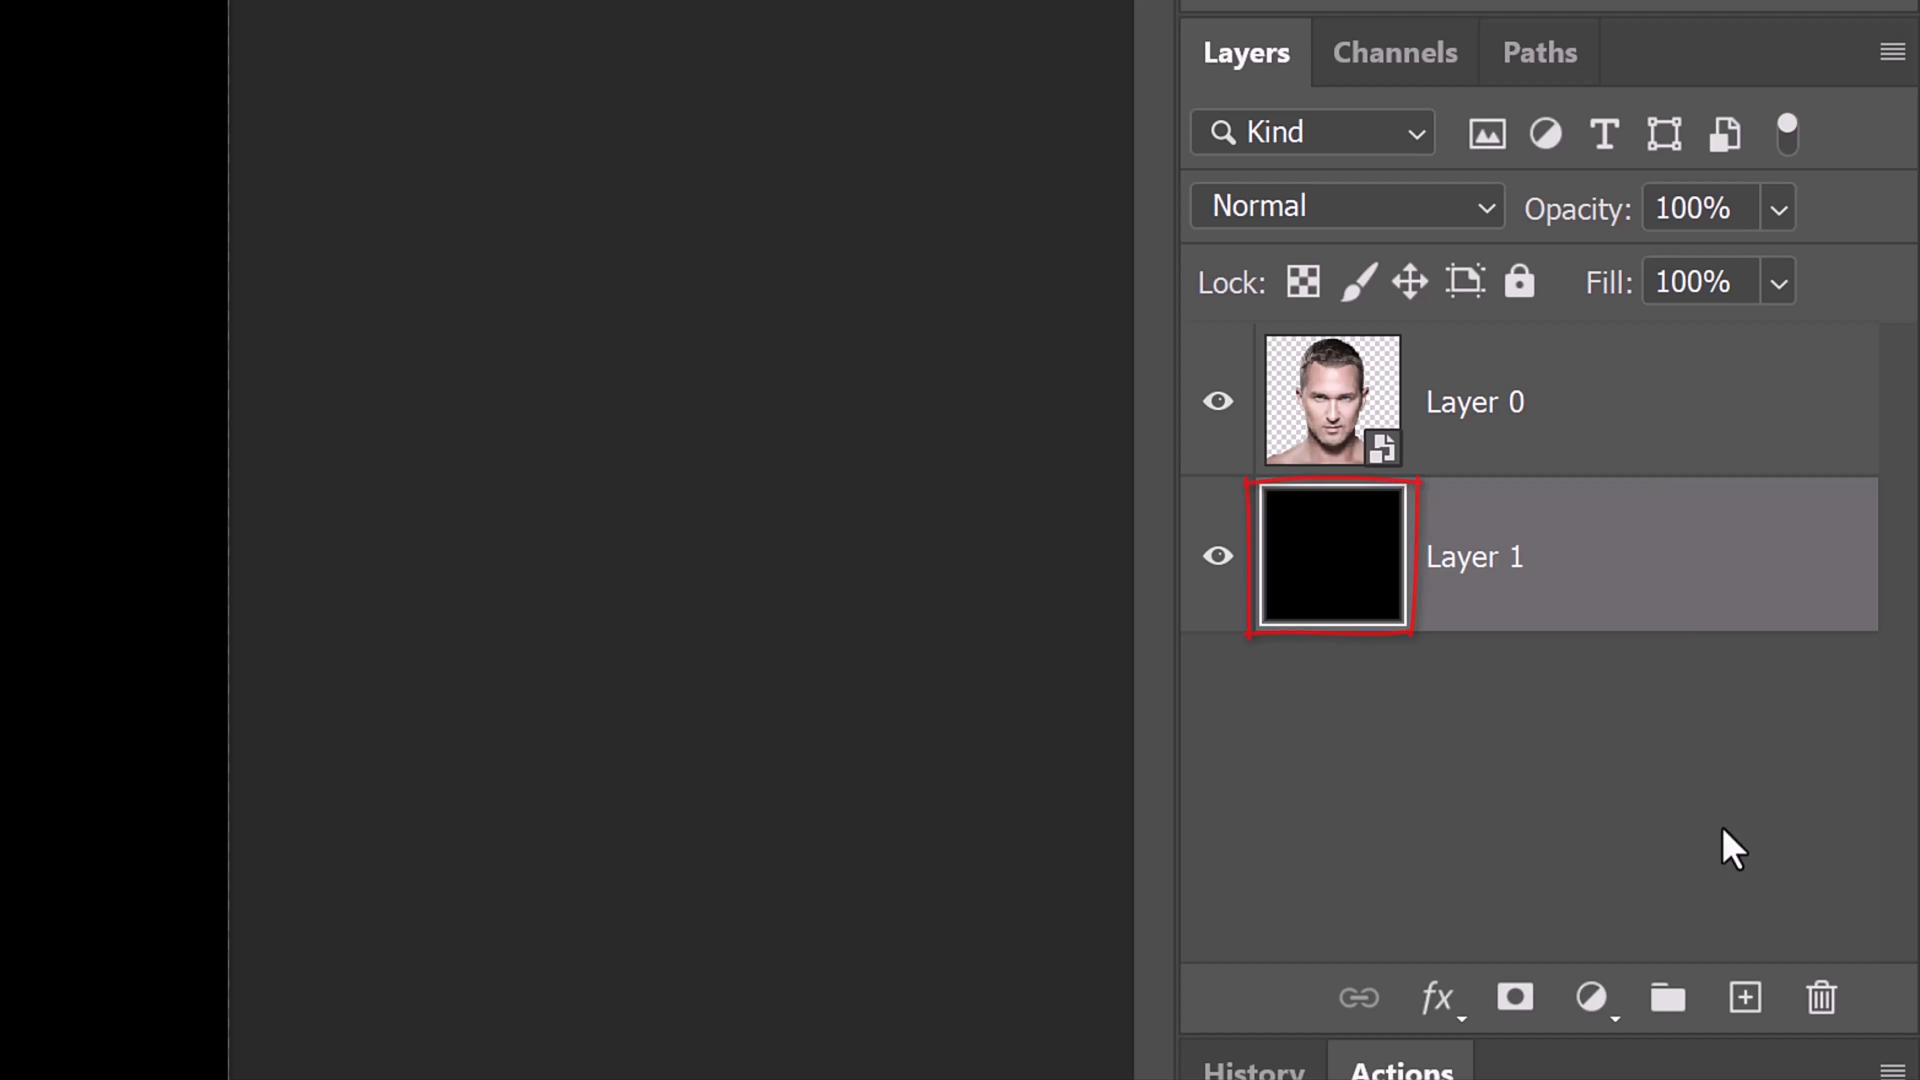 Layers Channels Paths
Kind
Normal Opacity: 100%
Lock: Fill: 100%
Layer 0
Layer 1
fx
History Actions